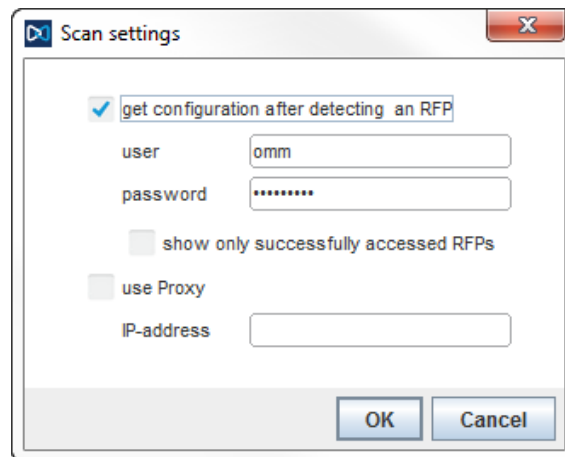 Scan settings
get configuration after detecting an RFP
user omm
password •••••••••
show only successfully accessed RFPs
use Proxy
IP-address
OK Cancel